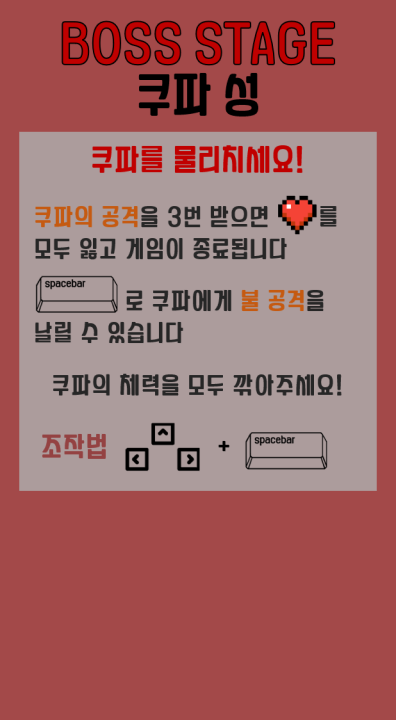 BOSS STAGE
쿠파 성
쿠파를 물리치세요!
쿠파의 공격을 3번 받으면 를
모두 잃고 게임이 종료됩니다
spacebar 로 쿠파에게 불 공격을
날릴 수 있습니다
쿠파의 체력을 모두 깎아주세요!
조작법 + spacebar